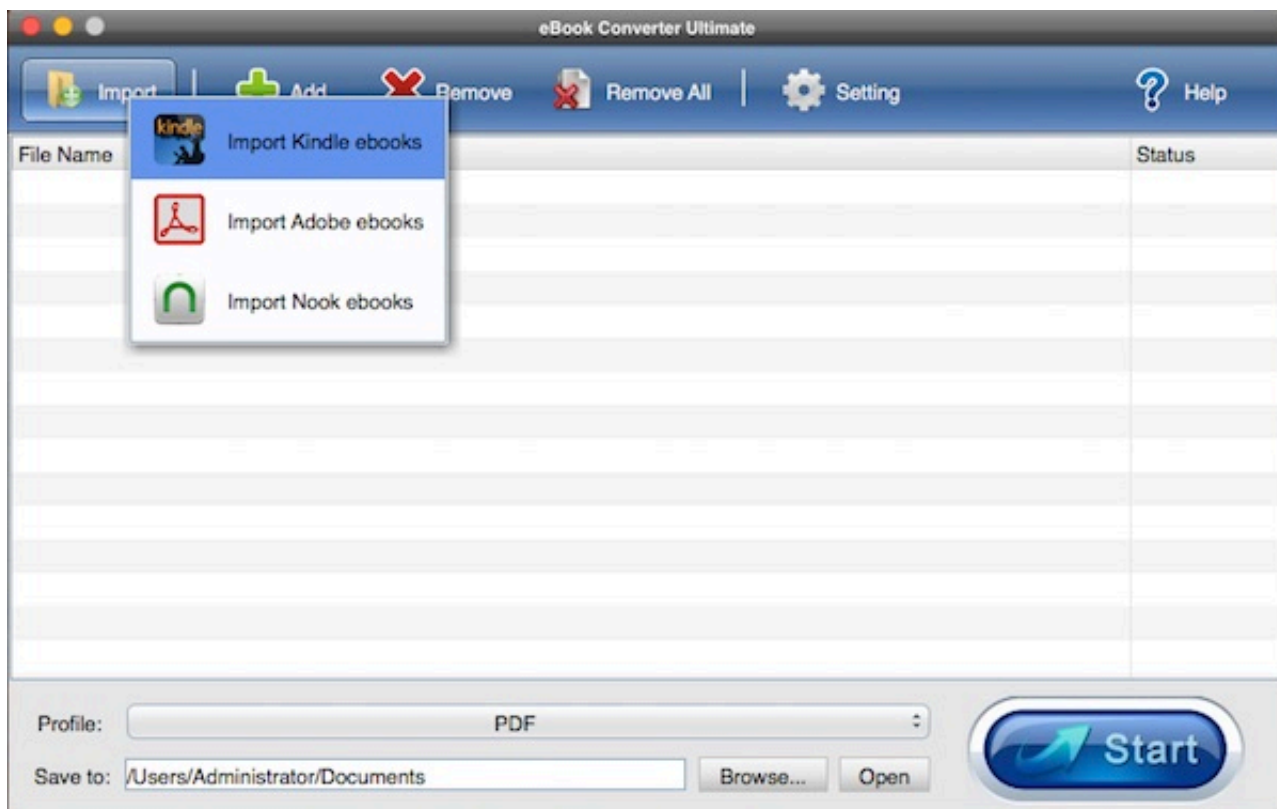 eBook Converter Ultimate
Import Add Remove Remove All Setting Help
File Name Status
kindle Import Kindle ebooks
Import Adobe ebooks
n Import Nook ebooks
Profile: PDF
Start
Save to: /Users/Administrator/Documents Browse... Open